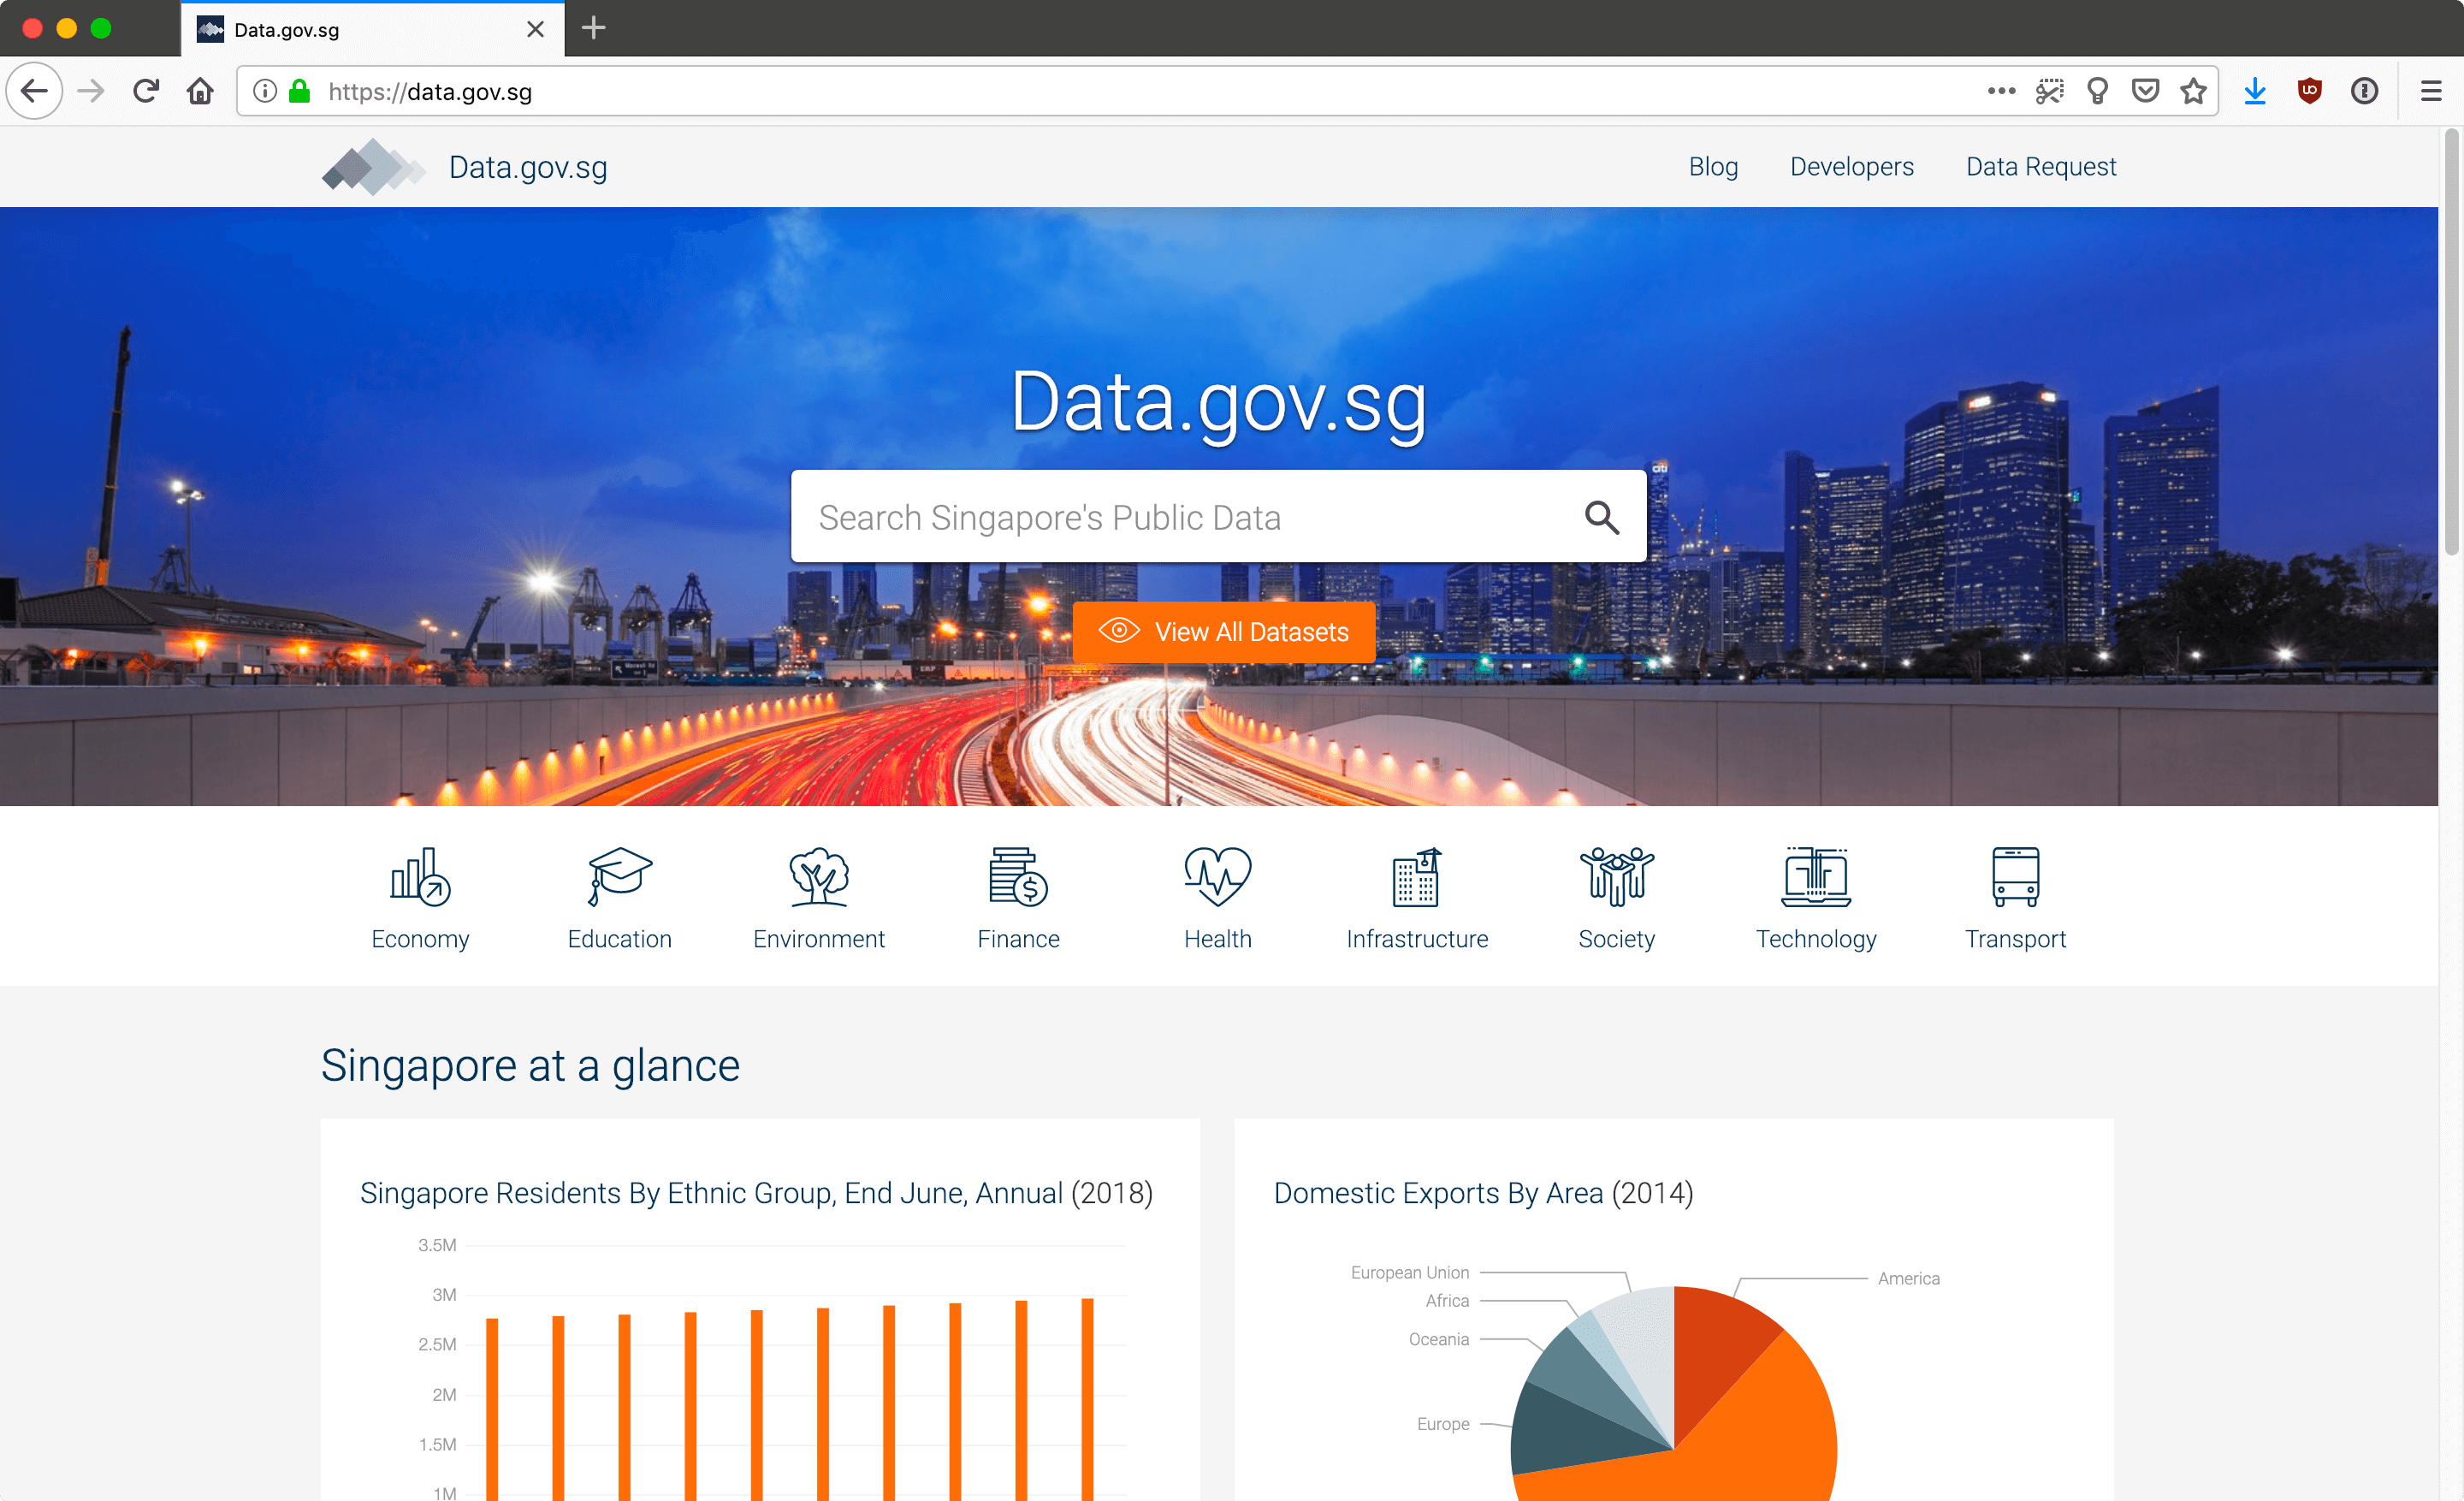 Data.gov.sg
https://data.gov.sg
Data.gov.sg
Blog Developers Data Request
Data.gov.sg
citi
Search Singapore's Public Data
View All Datasets
ERP
Economy Education Environment Finance Health Infrastructure Society Technology Transport
Singapore at a glance
Singapore Residents By Ethnic Group, End June, Annual (2018)
3.5M
3M
2.5M
2M
1.5M
1M
Domestic Exports By Area (2014)
European Union
America
Africa
Oceania
Europe